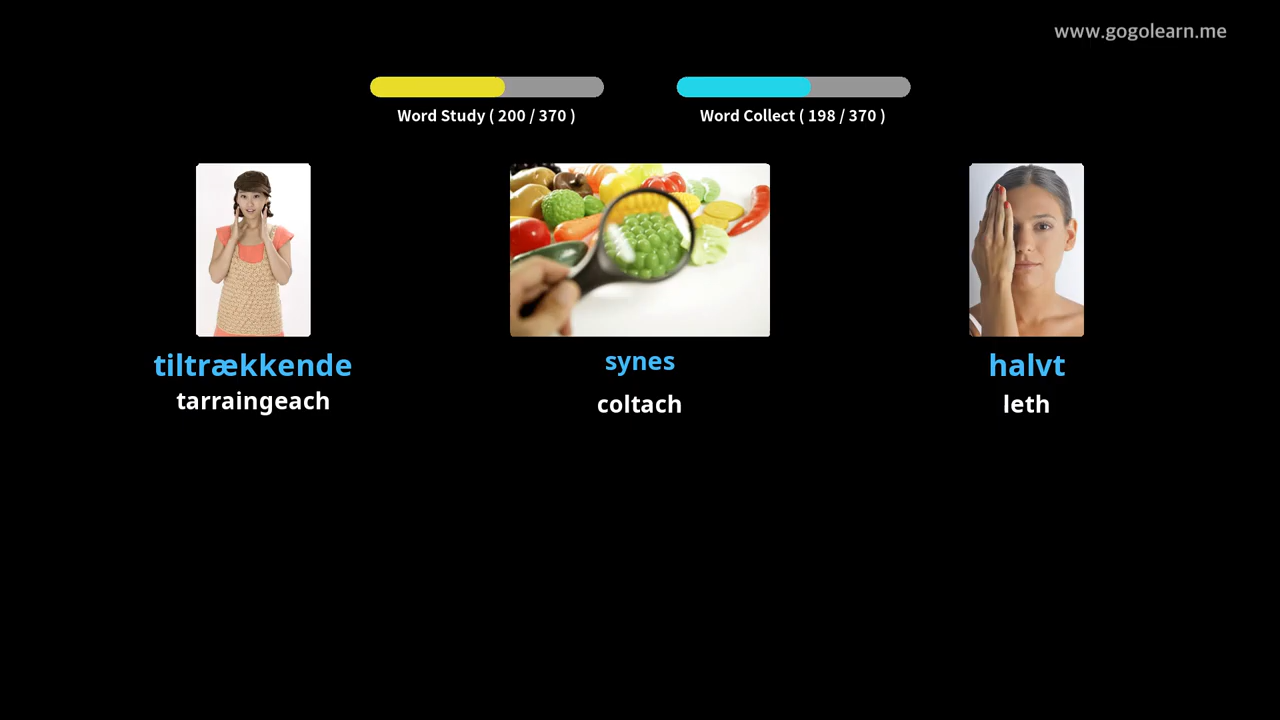 www.gogolearn.me
Word Study ( 200 / 370 )
Word Collect ( 198 / 370 )
tiltrækkende
tarraingeach
synes
coltach
halvt
leth